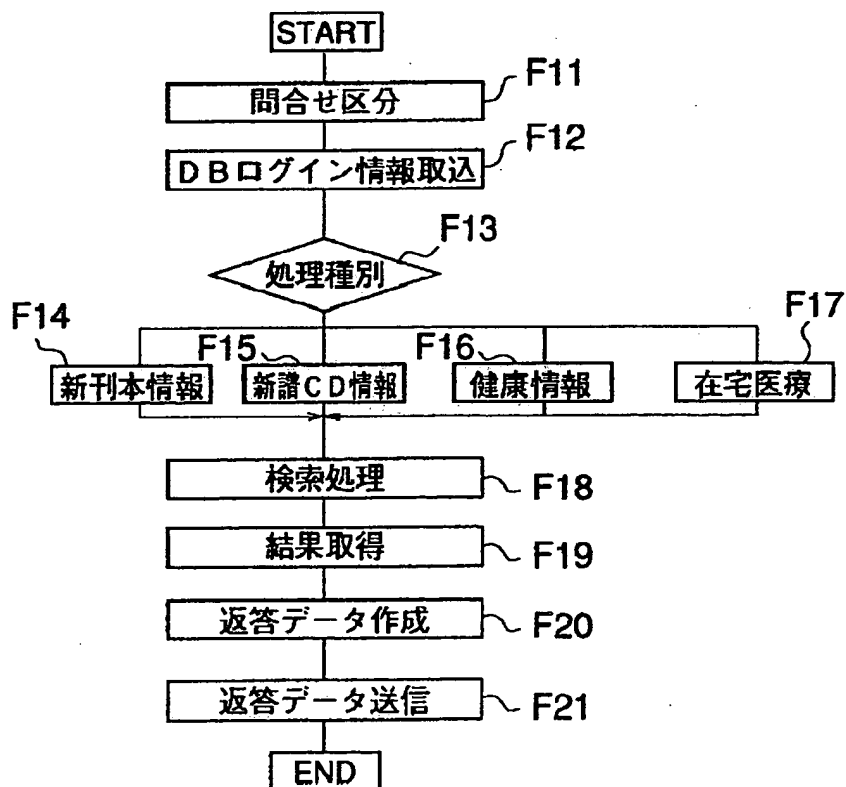 START
F11
問合せ区分
F12
DBログイン情報取込
F13
処理種別
F14
F15
F16
F17
新刊本情報
新譜CD情報
健康情報
在宅医療
検索処理
F18
結果取得
F19
返答データ作成
F20
返答データ送信
F21
END